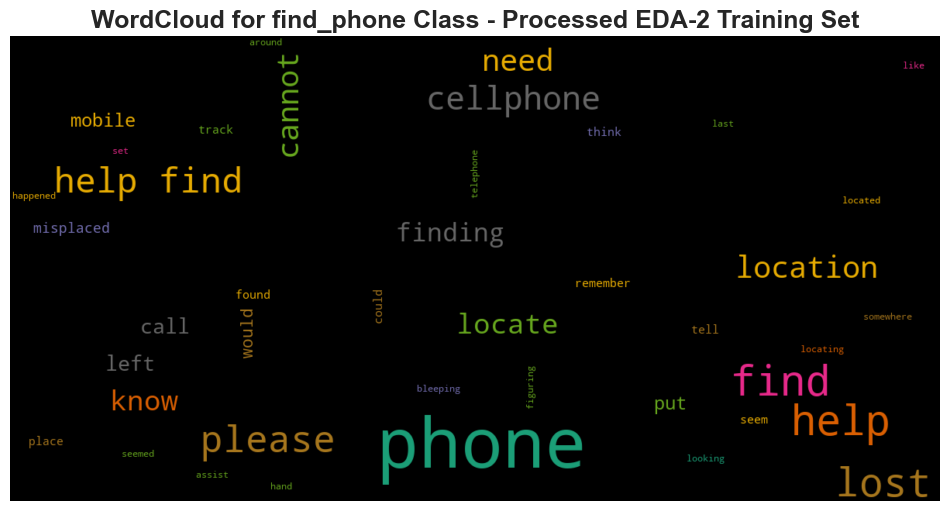 WordCloud for find_phone Class - Processed EDA-2 Training Set
around
need
like
cannot
cellphone
mobile
track
think
last
set
telephone
help find
happened
located
misplaced
finding
location
remember
found
could
would
call
locate
somewhere
tell
left
locating
find
bleeping
figuring
know
put
seem
help
please
phone
place
seemed
looking
assist
hand
lost